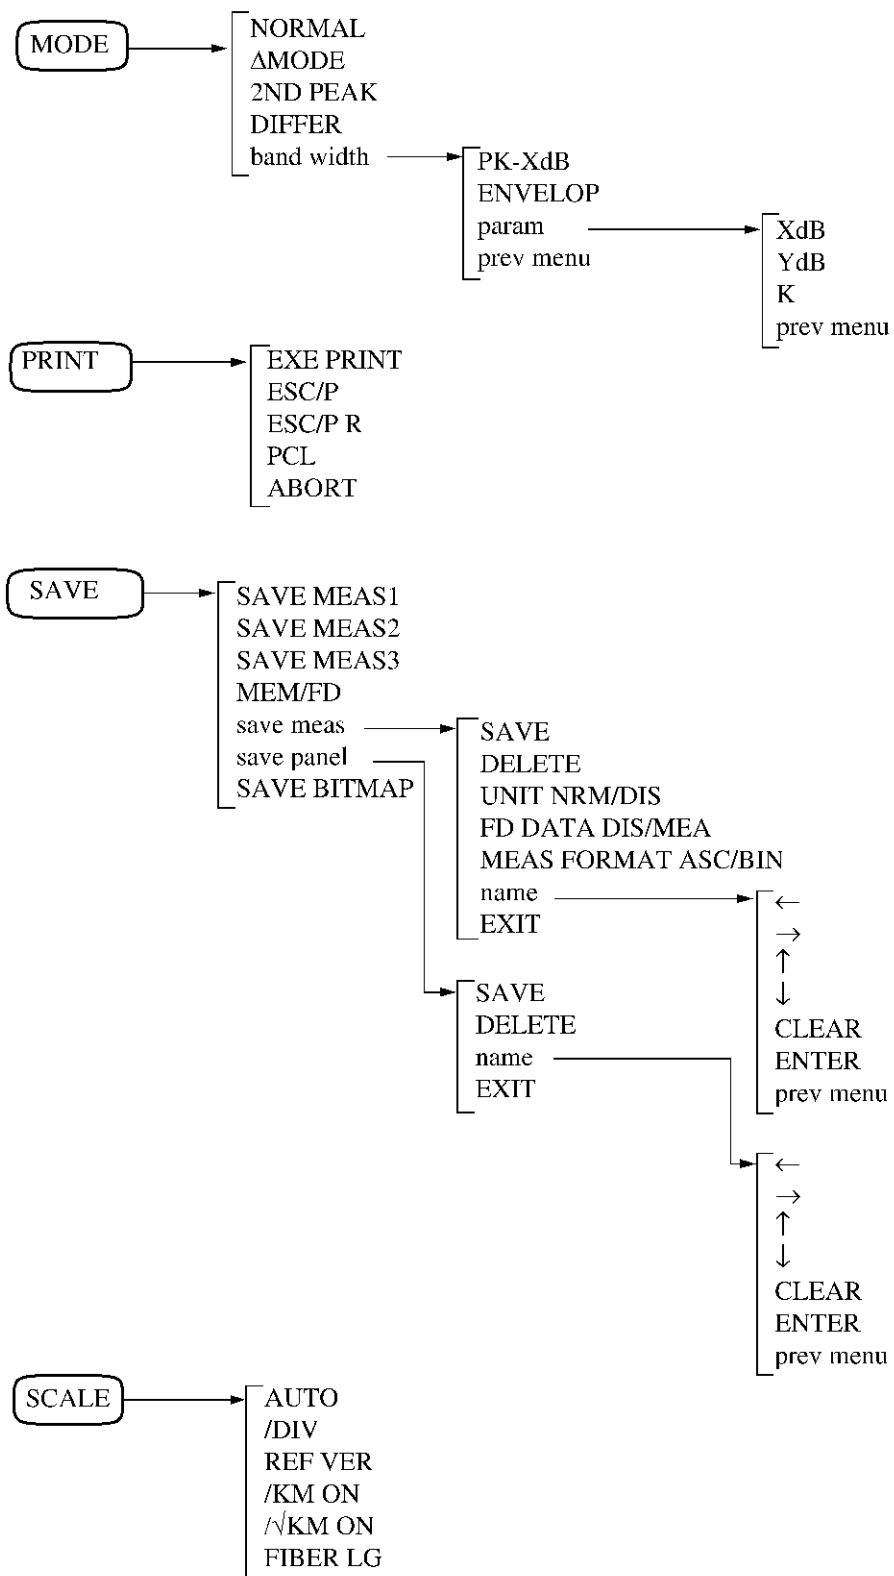 MODE
NORMAL
ΔMODE
2ND PEAK
DIFFER
band width
PK-XdB
ENVELOP
param
prev menu
XdB
YdB
K
prev menu
PRINT
EXE PRINT
ESC/P
ESC/P R
PCL
ABORT
SAVE
SAVE MEAS1
SAVE MEAS2
SAVE MEAS3
MEM/FD
save meas
save panel
SAVE BITMAP
SAVE
DELETE
UNIT NRM/DIS
FD DATA DIS/MEA
MEAS FORMAT ASC/BIN
name
EXIT
←
→
↑
↓
CLEAR
ENTER
prev menu
SAVE
DELETE
name
EXIT
←
→
↑
↓
CLEAR
ENTER
prev menu
SCALE
AUTO
/DIV
REF VER
/KM ON
/√KM ON
FIBER LG